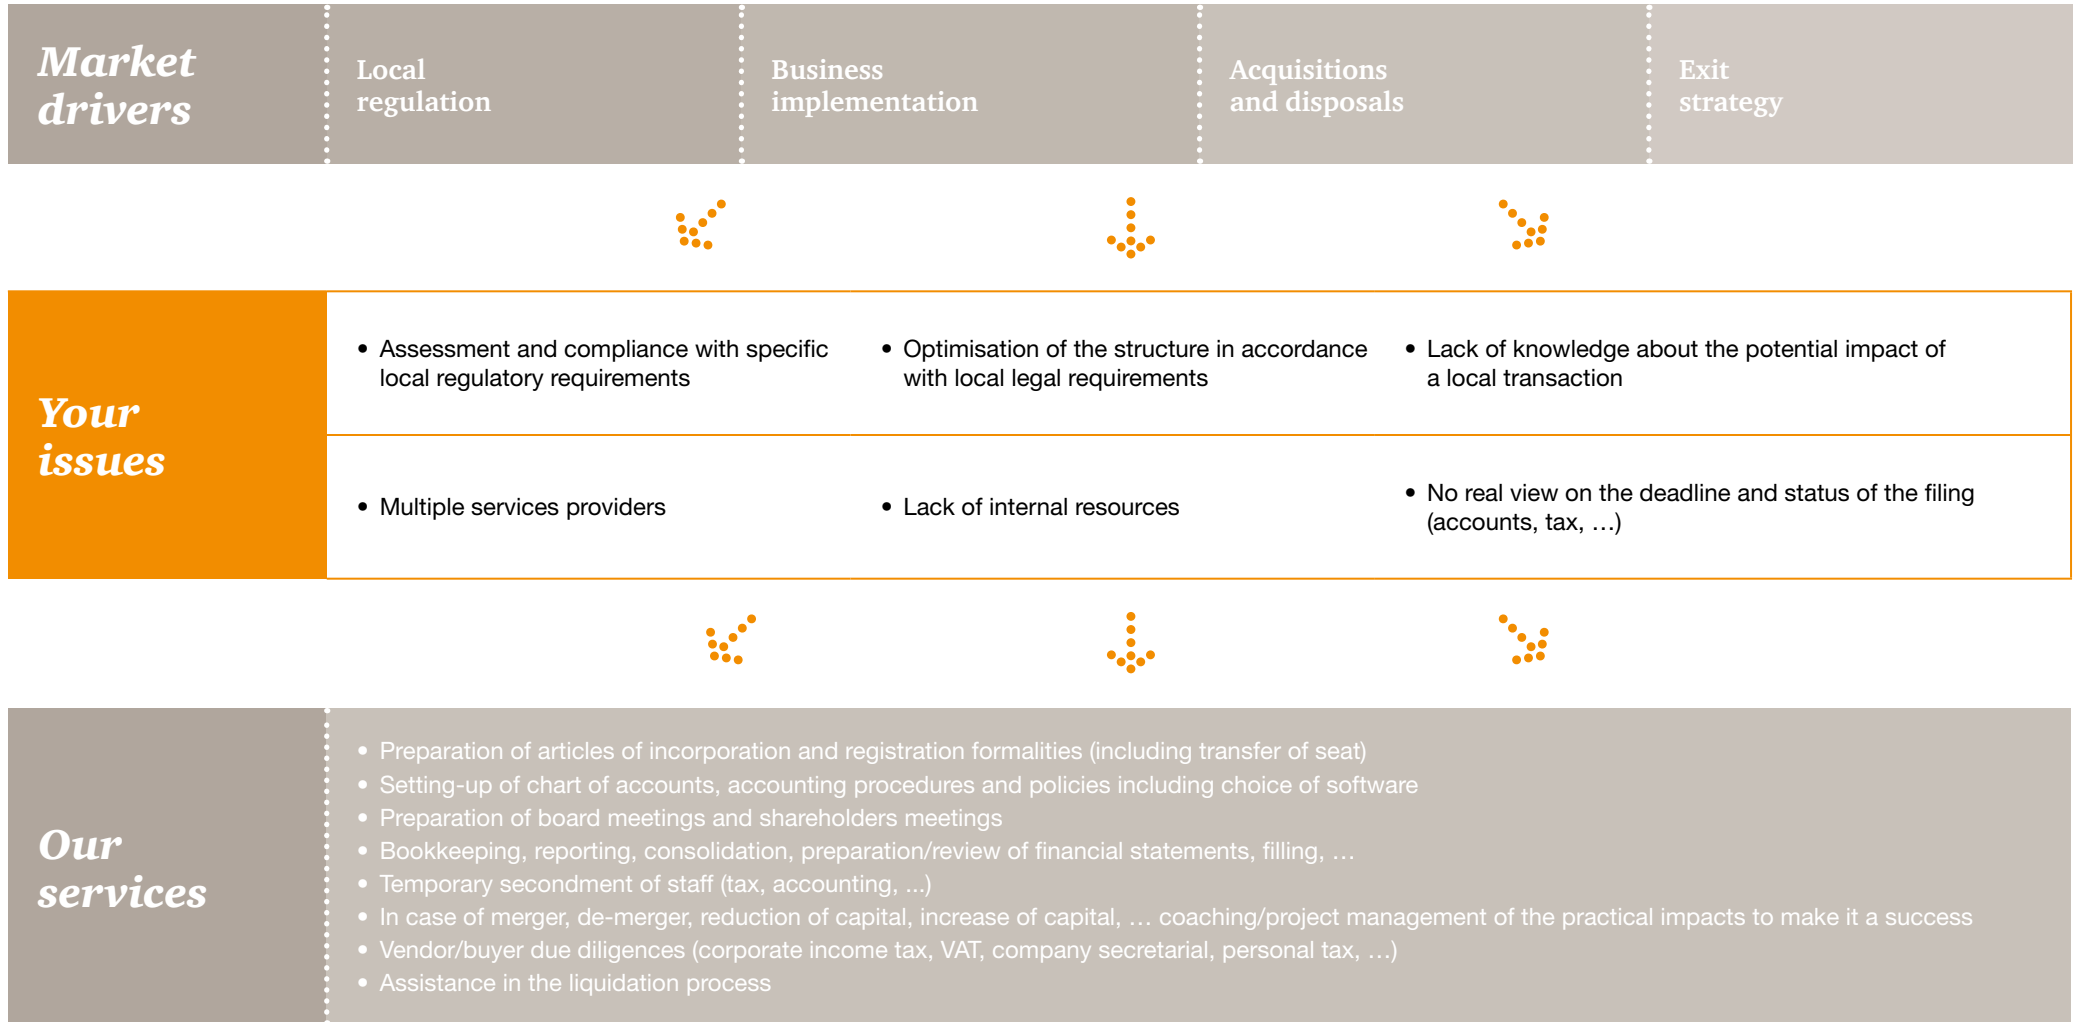 Market
drivers
Local
regulation
Business
implementation
Acquisitions
and disposals
Exit
strategy
Your
issues
• Assessment and compliance with specific
local regulatory requirements
• Optimisation of the structure in accordance
with local legal requirements
• Lack of knowledge about the potential impact of
a local transaction
• Multiple services providers
• Lack of internal resources
• No real view on the deadline and status of the filing
(accounts, tax, …)
Our
services
• Preparation of articles of incorporation and registration formalities (including transfer of seat)
• Setting-up of chart of accounts, accounting procedures and policies including choice of software
• Preparation of board meetings and shareholders meetings
• Bookkeeping, reporting, consolidation, preparation/review of financial statements, filling, …
• Temporary secondment of staff (tax, accounting, ...)
• In case of merger, de-merger, reduction of capital, increase of capital, … coaching/project management of the practical impacts to make it a success
• Vendor/buyer due diligences (corporate income tax, VAT, company secretarial, personal tax, …)
• Assistance in the liquidation process